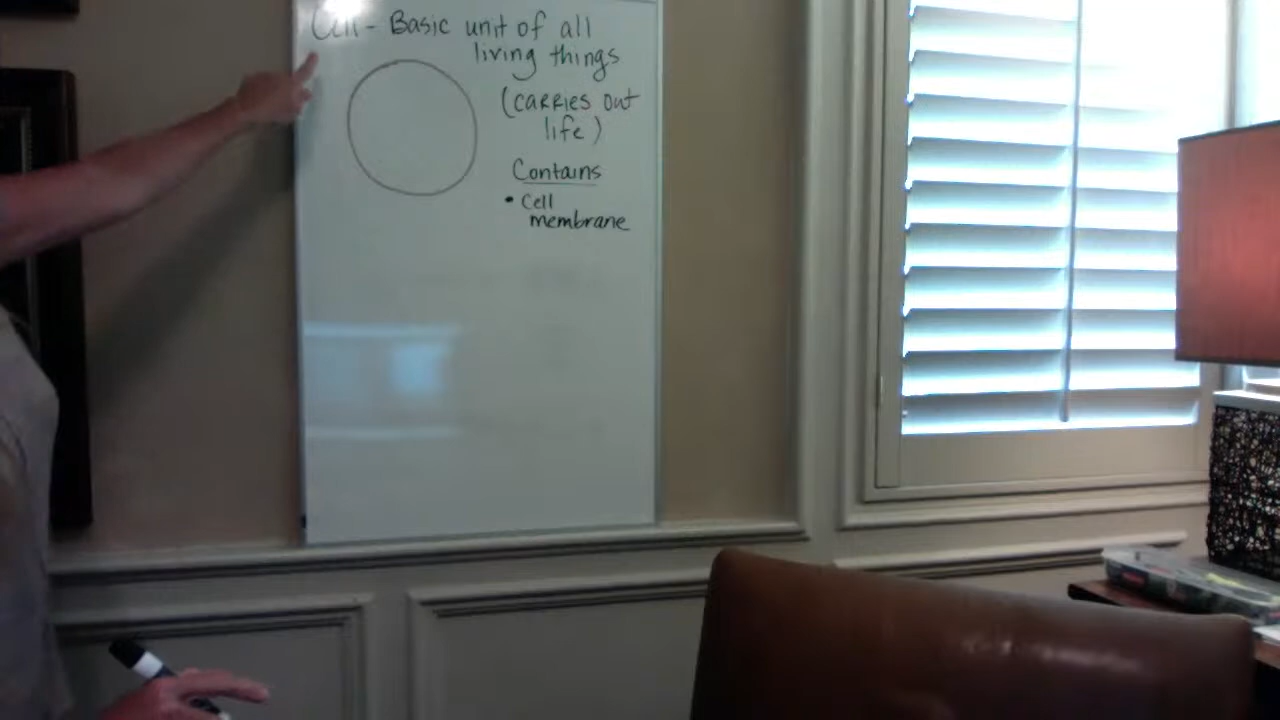 Cell - Basic unit of all
living things
(carries out
life)
Contains
• Cell
membrane